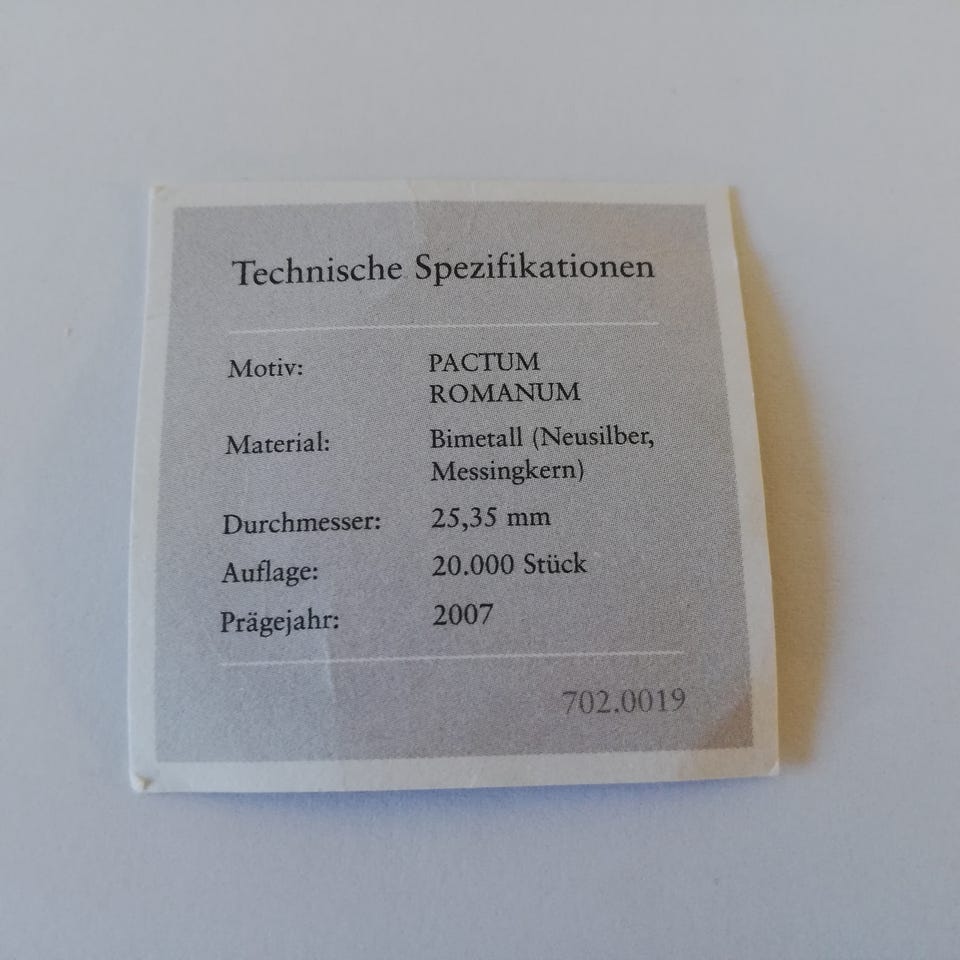 Technische Spezifikationen
Motiv: PACTUM
ROMANUM
Material: Bimetall (Neusilber,
Messingkern)
Durchmesser: 25,35 mm
Auflage: 20.000 Stück
Prägejahr: 2007
702.0019